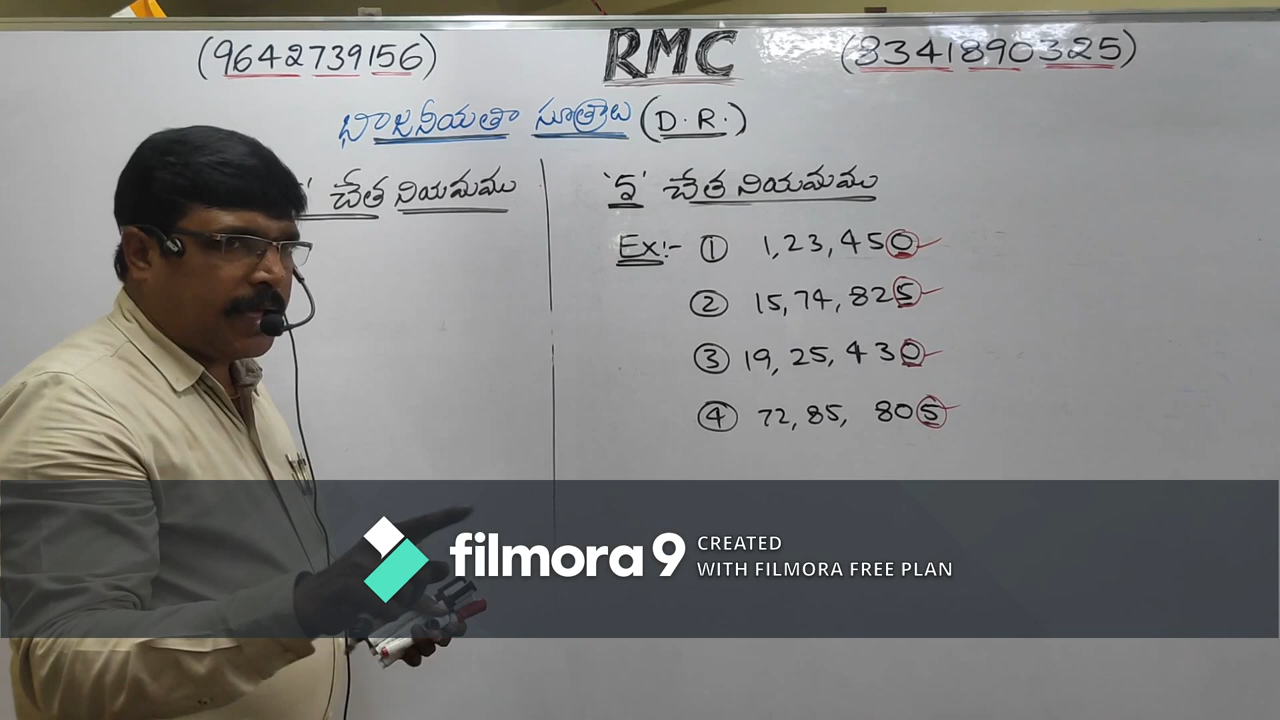 (9642739156) RMC (8341890325)
భాజనీయతా సూత్రాలు (D.R.)
' చేత నియమము
'5' చేత నియమము
Ex:- ① 1,23,450
② 15,74,825
③ 19,25,430
④ 72,85, 805
filmora 9 CREATED
WITH FILMORA FREE PLAN